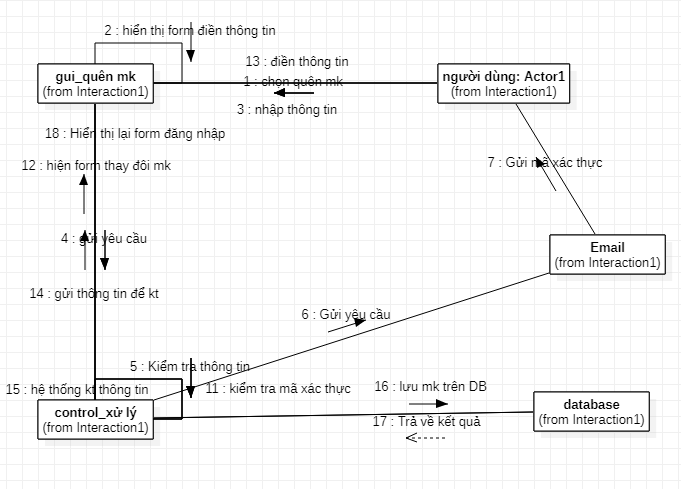 2 : hiển thị form điền thông tin
13 : điền thông tin
gui_quên mk
(from Interaction1)
1 : chọn quên mk
người dùng: Actor1
(from Interaction1)
3 : nhập thông tin
18 : Hiển thị lại form đăng nhập
12 : hiện form thay đôi mk
7 : Gửi mã xác thực
4 : gửi yêu cầu
Email
(from Interaction1)
14 : gửi thông tin để kt
6 : Gửi yêu cầu
5 : Kiểm tra thông tin
15 : hệ thống kt thông tin
11 : kiểm tra mã xác thực
16 : lưu mk trên DB
control_xử lý
(from Interaction1)
database
(from Interaction1)
17 : Trả về kết quả